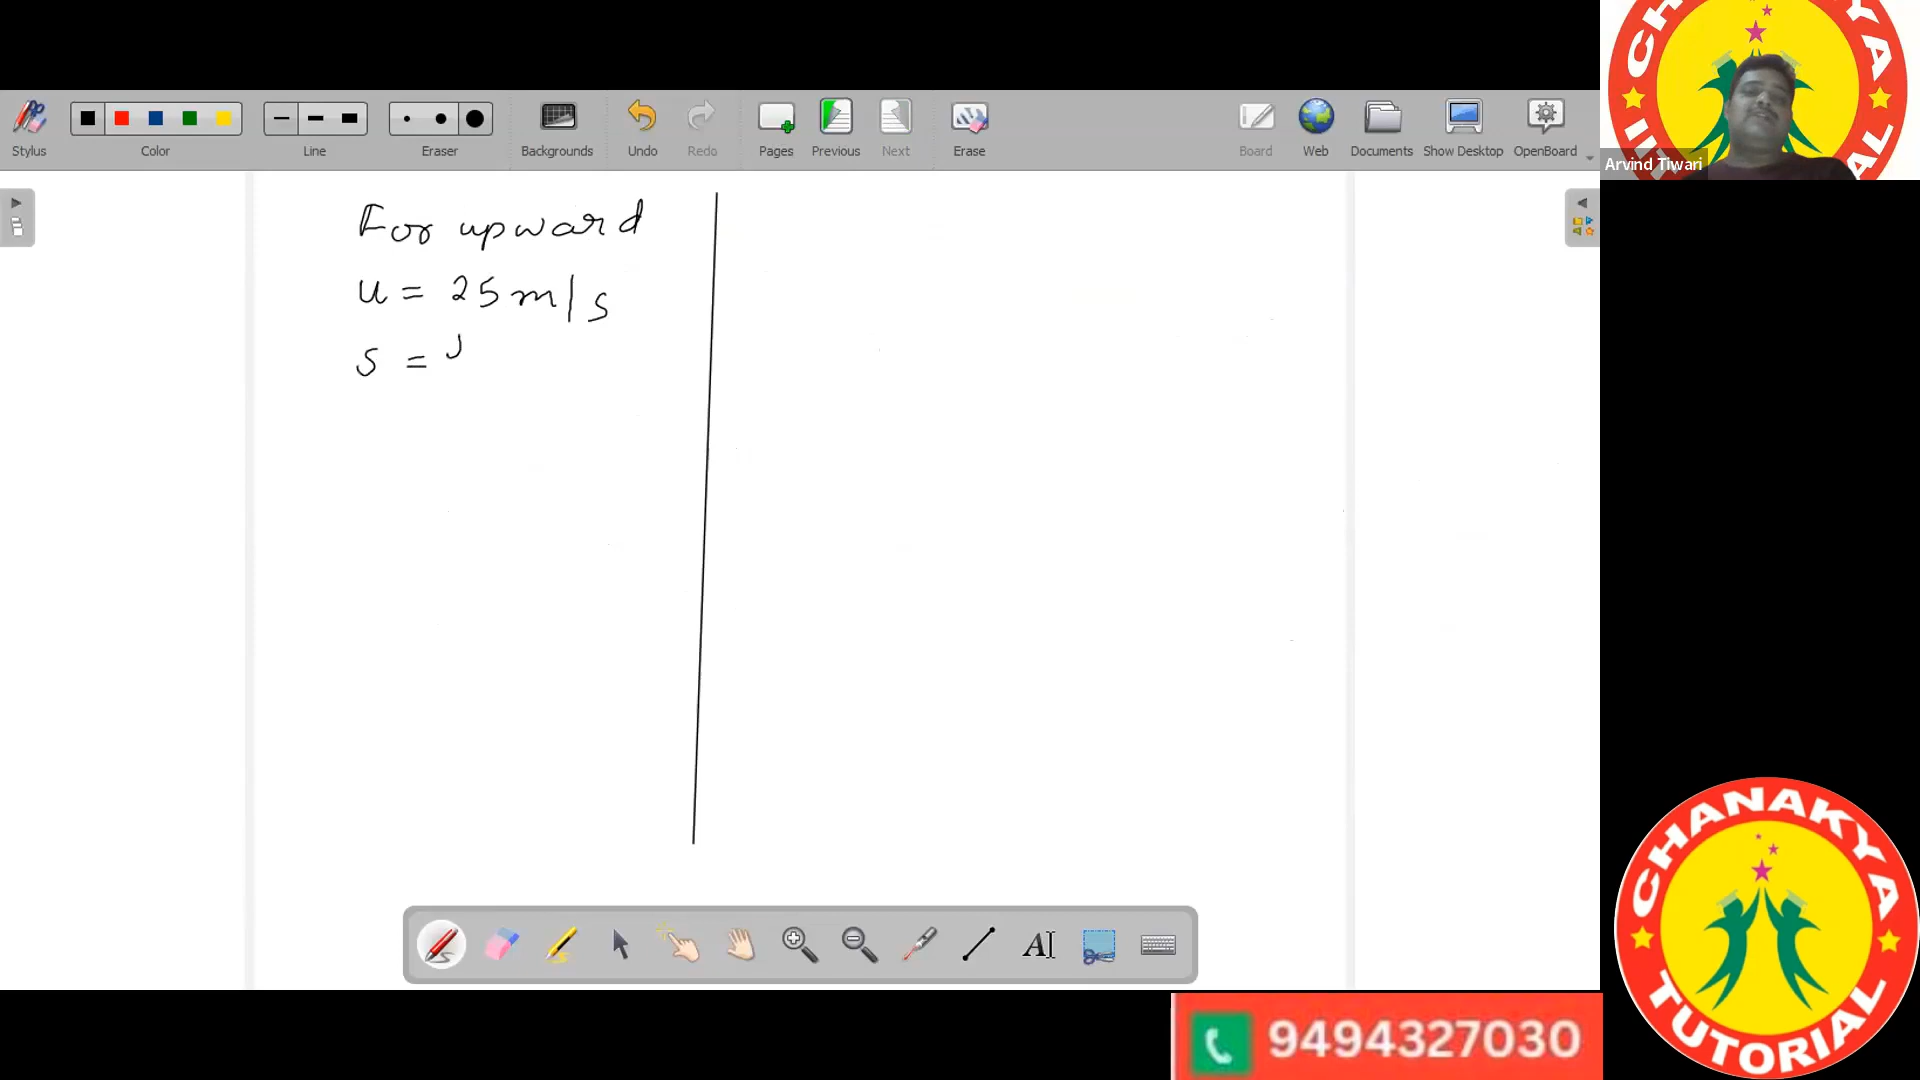 Stylus
Color
Line
Eraser
Backgrounds
Undo
Redo
Pages
Previous
Next
Erase
Board
Web
Documents
Show Desktop
OpenBoard
Arvind Tiwari
For upward
u = 25 m/s
s =
AI
9494327030
CHANAKYA
TUTORIAL